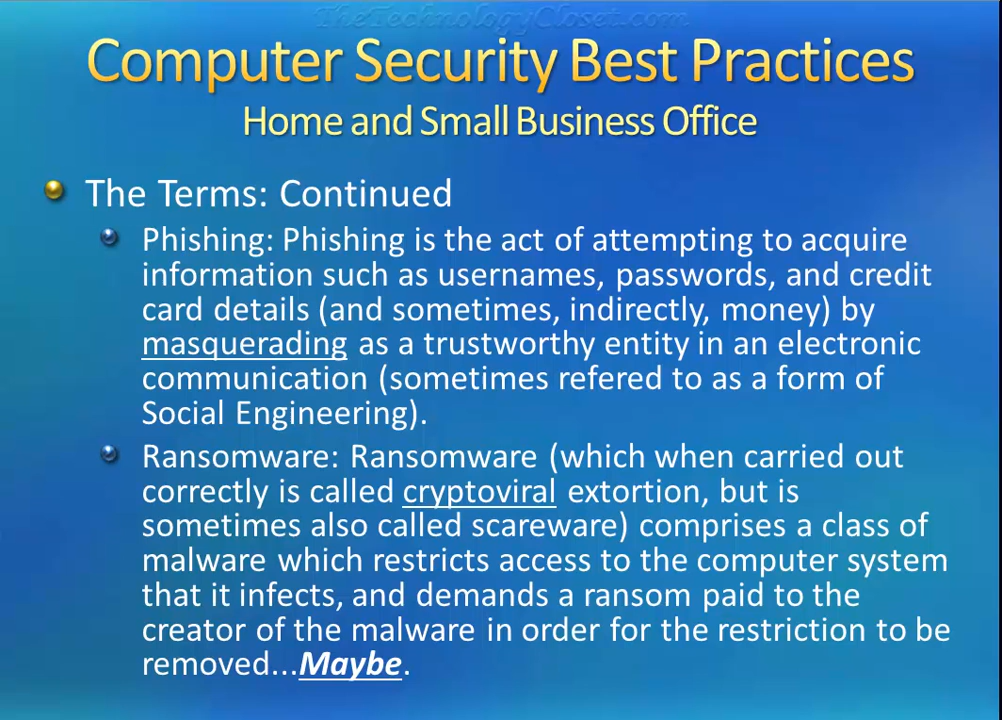 TheTechnologyCloset.com
Computer Security Best Practices
Home and Small Business Office
The Terms: Continued
Phishing: Phishing is the act of attempting to acquire
information such as usernames, passwords, and credit
card details (and sometimes, indirectly, money) by
masquerading as a trustworthy entity in an electronic
communication (sometimes refered to as a form of
Social Engineering).
Ransomware: Ransomware (which when carried out
correctly is called cryptoviral extortion, but is
sometimes also called scareware) comprises a class of
malware which restricts access to the computer system
that it infects, and demands a ransom paid to the
creator of the malware in order for the restriction to be
removed...Maybe.